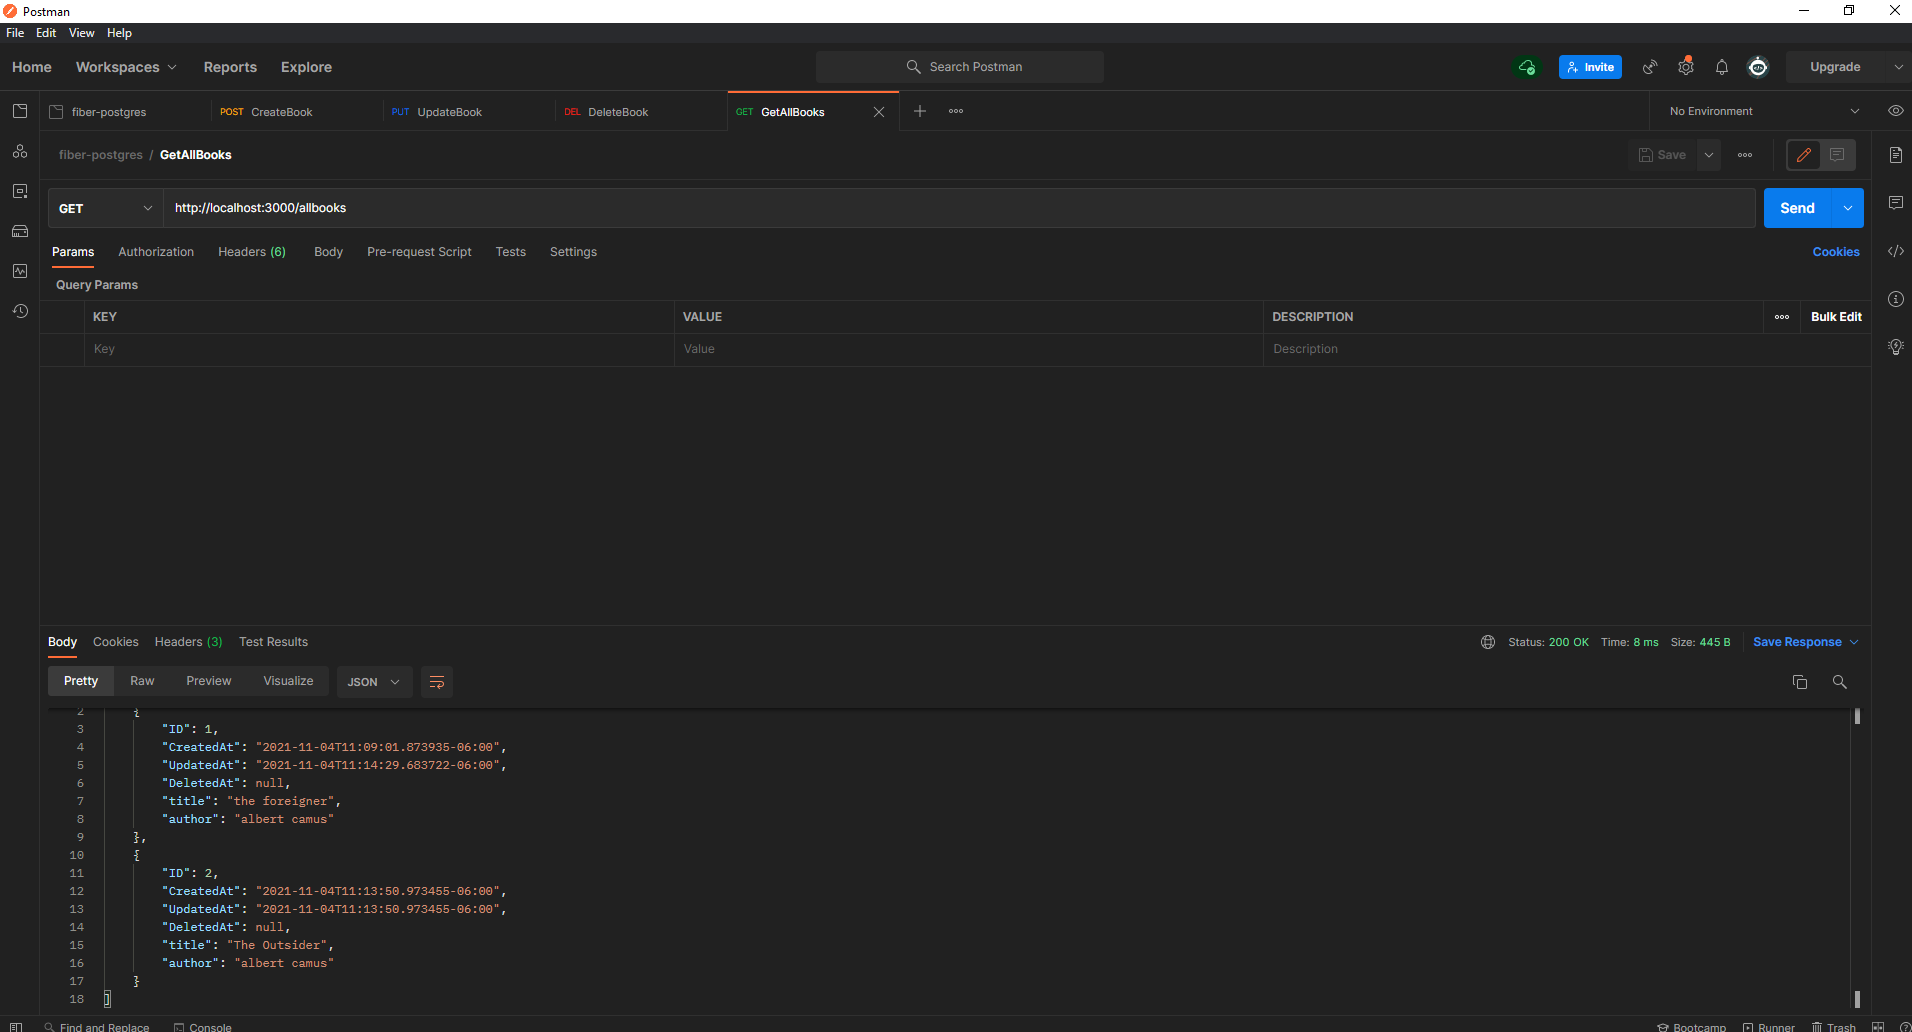 Postman
File Edit View Help
Home Workspaces Reports Explore Search Postman Invite Upgrade
fiber-postgres POST CreateBook PUT UpdateBook DEL DeleteBook GET GetAllBooks No Environment
fiber-postgres / GetAllBooks Save
GET http://localhost:3000/allbooks Send
Params Authorization Headers (6) Body Pre-request Script Tests Settings Cookies
Query Params
KEY VALUE DESCRIPTION Bulk Edit
Key Value Description
Body Cookies Headers (3) Test Results Status: 200 OK Time: 8 ms Size: 445 B Save Response
Pretty Raw Preview Visualize JSON
2 {
3 "ID": 1,
4 "CreatedAt": "2021-11-04T11:09:01.873935-06:00",
5 "UpdatedAt": "2021-11-04T11:14:29.683722-06:00",
6 "DeletedAt": null,
7 "title": "the foreigner",
8 "author": "albert camus"
9 },
10 {
11 "ID": 2,
12 "CreatedAt": "2021-11-04T11:13:50.973455-06:00",
13 "UpdatedAt": "2021-11-04T11:13:50.973455-06:00",
14 "DeletedAt": null,
15 "title": "The Outsider",
16 "author": "albert camus"
17 }
18 ]
Find and Replace Console Bootcamp Runner Trash